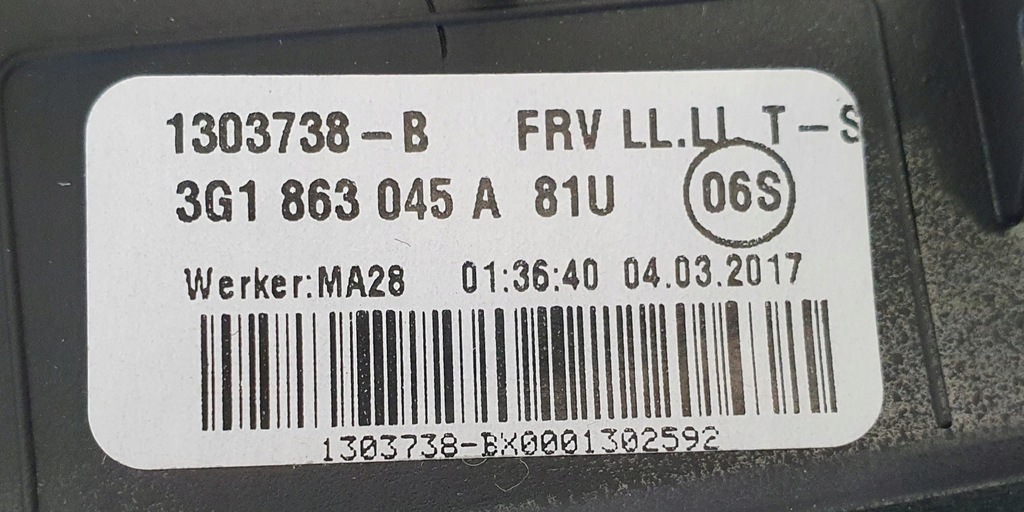 1303738-B FRV LL.LL T-S
3G1 863 045 A 81U 06S
Werker:MA28 01:36:40 04.03.2017
1303738-BX0001302592